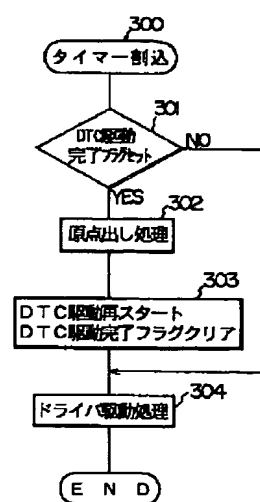 300
タイマー割込
301
DTC駆動
完了フラグセット
NO
YES
302
原点出し処理
303
DTC駆動再スタート
DTC駆動完了フラグクリア
304
ドライバ駆動処理
END